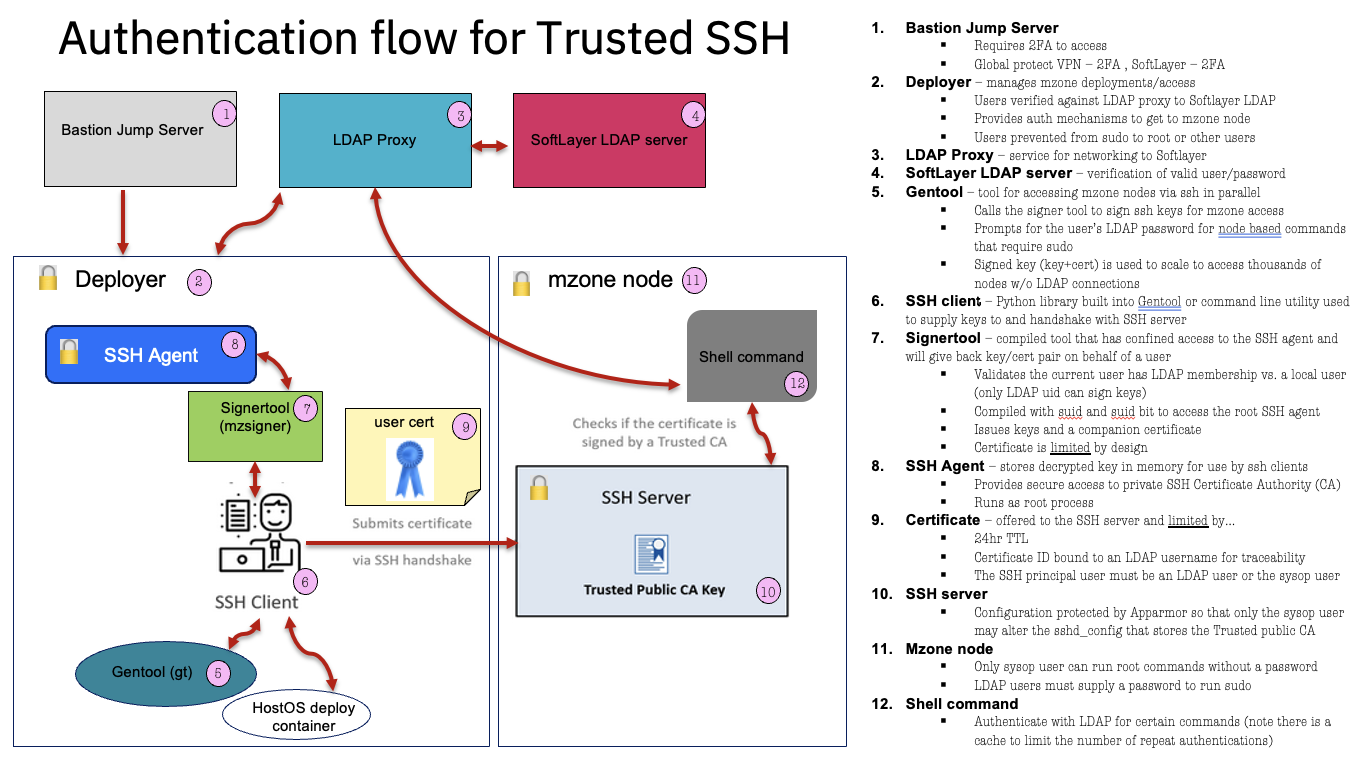 Authentication flow for Trusted SSH
Bastion Jump Server
1
LDAP Proxy
3
SoftLayer LDAP server
4
Deployer
2
mzone node
11
SSH Agent
8
Shell command
12
Signertool
(mzsigner)
7
user cert
9
Checks if the certificate is
signed by a Trusted CA
SSH Server
Trusted Public CA Key
10
Submits certificate
via SSH handshake
6
SSH Client
Gentool (gt)
5
HostOS deploy
container
1. Bastion Jump Server
▪ Requires 2FA to access
▪ Global protect VPN – 2FA , SoftLayer – 2FA
2. Deployer – manages mzone deployments/access
▪ Users verified against LDAP proxy to Softlayer LDAP
▪ Provides auth mechanisms to get to mzone node
▪ Users prevented from sudo to root or other users
3. LDAP Proxy – service for networking to Softlayer
4. SoftLayer LDAP server – verification of valid user/password
5. Gentool – tool for accessing mzone nodes via ssh in parallel
▪ Calls the signer tool to sign ssh keys for mzone access
▪ Prompts for the user's LDAP password for node based commands
that require sudo
▪ Signed key (key+cert) is used to scale to access thousands of
nodes w/o LDAP connections
6. SSH client – Python library built into Gentool or command line utility used
to supply keys to and handshake with SSH server
7. Signertool – compiled tool that has confined access to the SSH agent and
will give back key/cert pair on behalf of a user
▪ Validates the current user has LDAP membership vs. a local user
(only LDAP uid can sign keys)
▪ Compiled with suid and suid bit to access the root SSH agent
▪ Issues keys and a companion certificate
▪ Certificate is limited by design
8. SSH Agent – stores decrypted key in memory for use by ssh clients
▪ Provides secure access to private SSH Certificate Authority (CA)
▪ Runs as root process
9. Certificate – offered to the SSH server and limited by…
▪ 24hr TTL
▪ Certificate ID bound to an LDAP username for traceability
▪ The SSH principal user must be an LDAP user or the sysop user
10. SSH server
▪ Configuration protected by Apparmor so that only the sysop user
may alter the sshd_config that stores the Trusted public CA
11. Mzone node
▪ Only sysop user can run root commands without a password
▪ LDAP users must supply a password to run sudo
12. Shell command
▪ Authenticate with LDAP for certain commands (note there is a
cache to limit the number of repeat authentications)